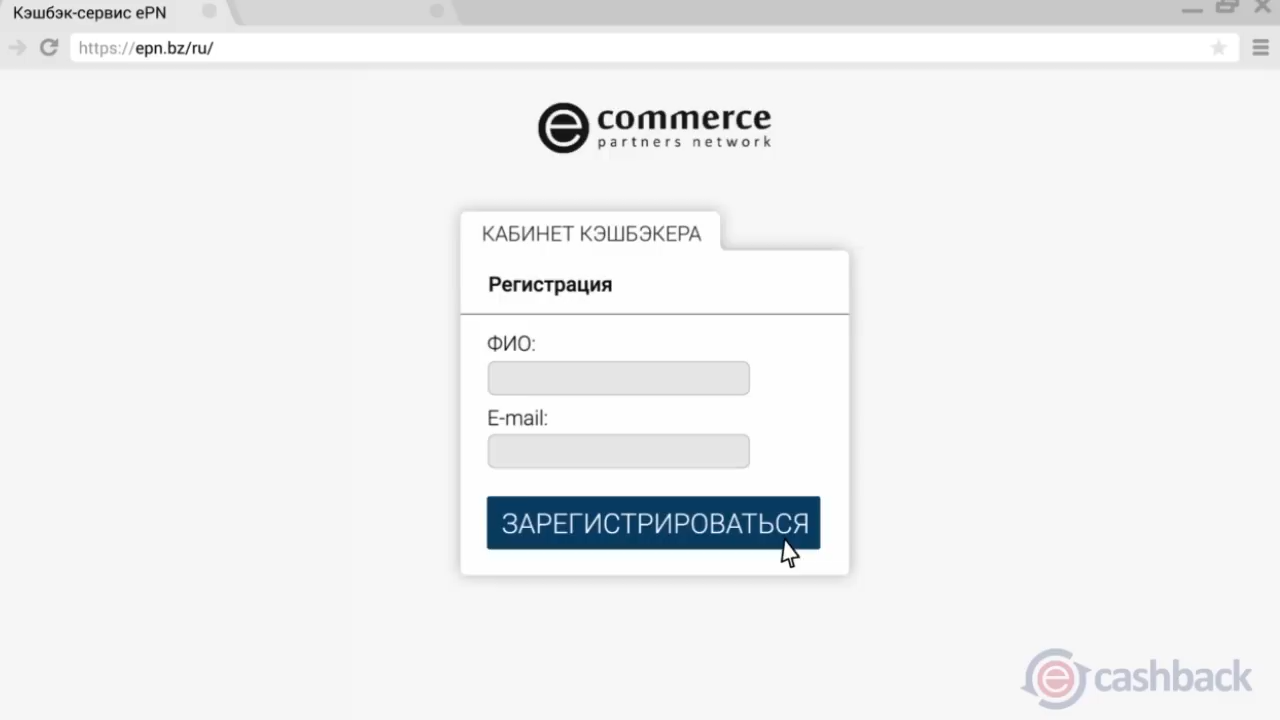 Кэшбэк-сервис ePN
https://epn.bz/ru/
e commerce
partners network
КАБИНЕТ КЭШБЭКЕРА
Регистрация
ФИО:
E-mail:
ЗАРЕГИСТРИРОВАТЬСЯ
e cashback